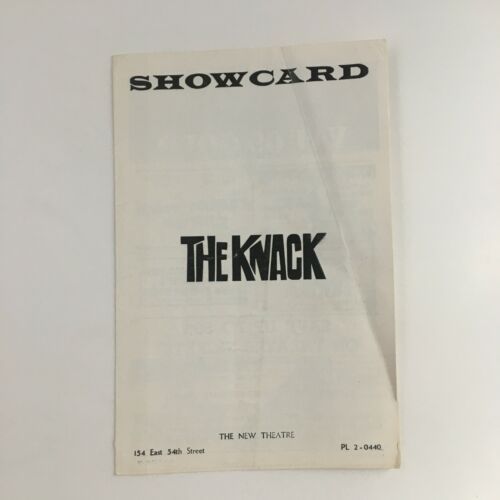 SHOWCARD
THE KNACK
THE NEW THEATRE
154 East 54th Street PL 2-0440